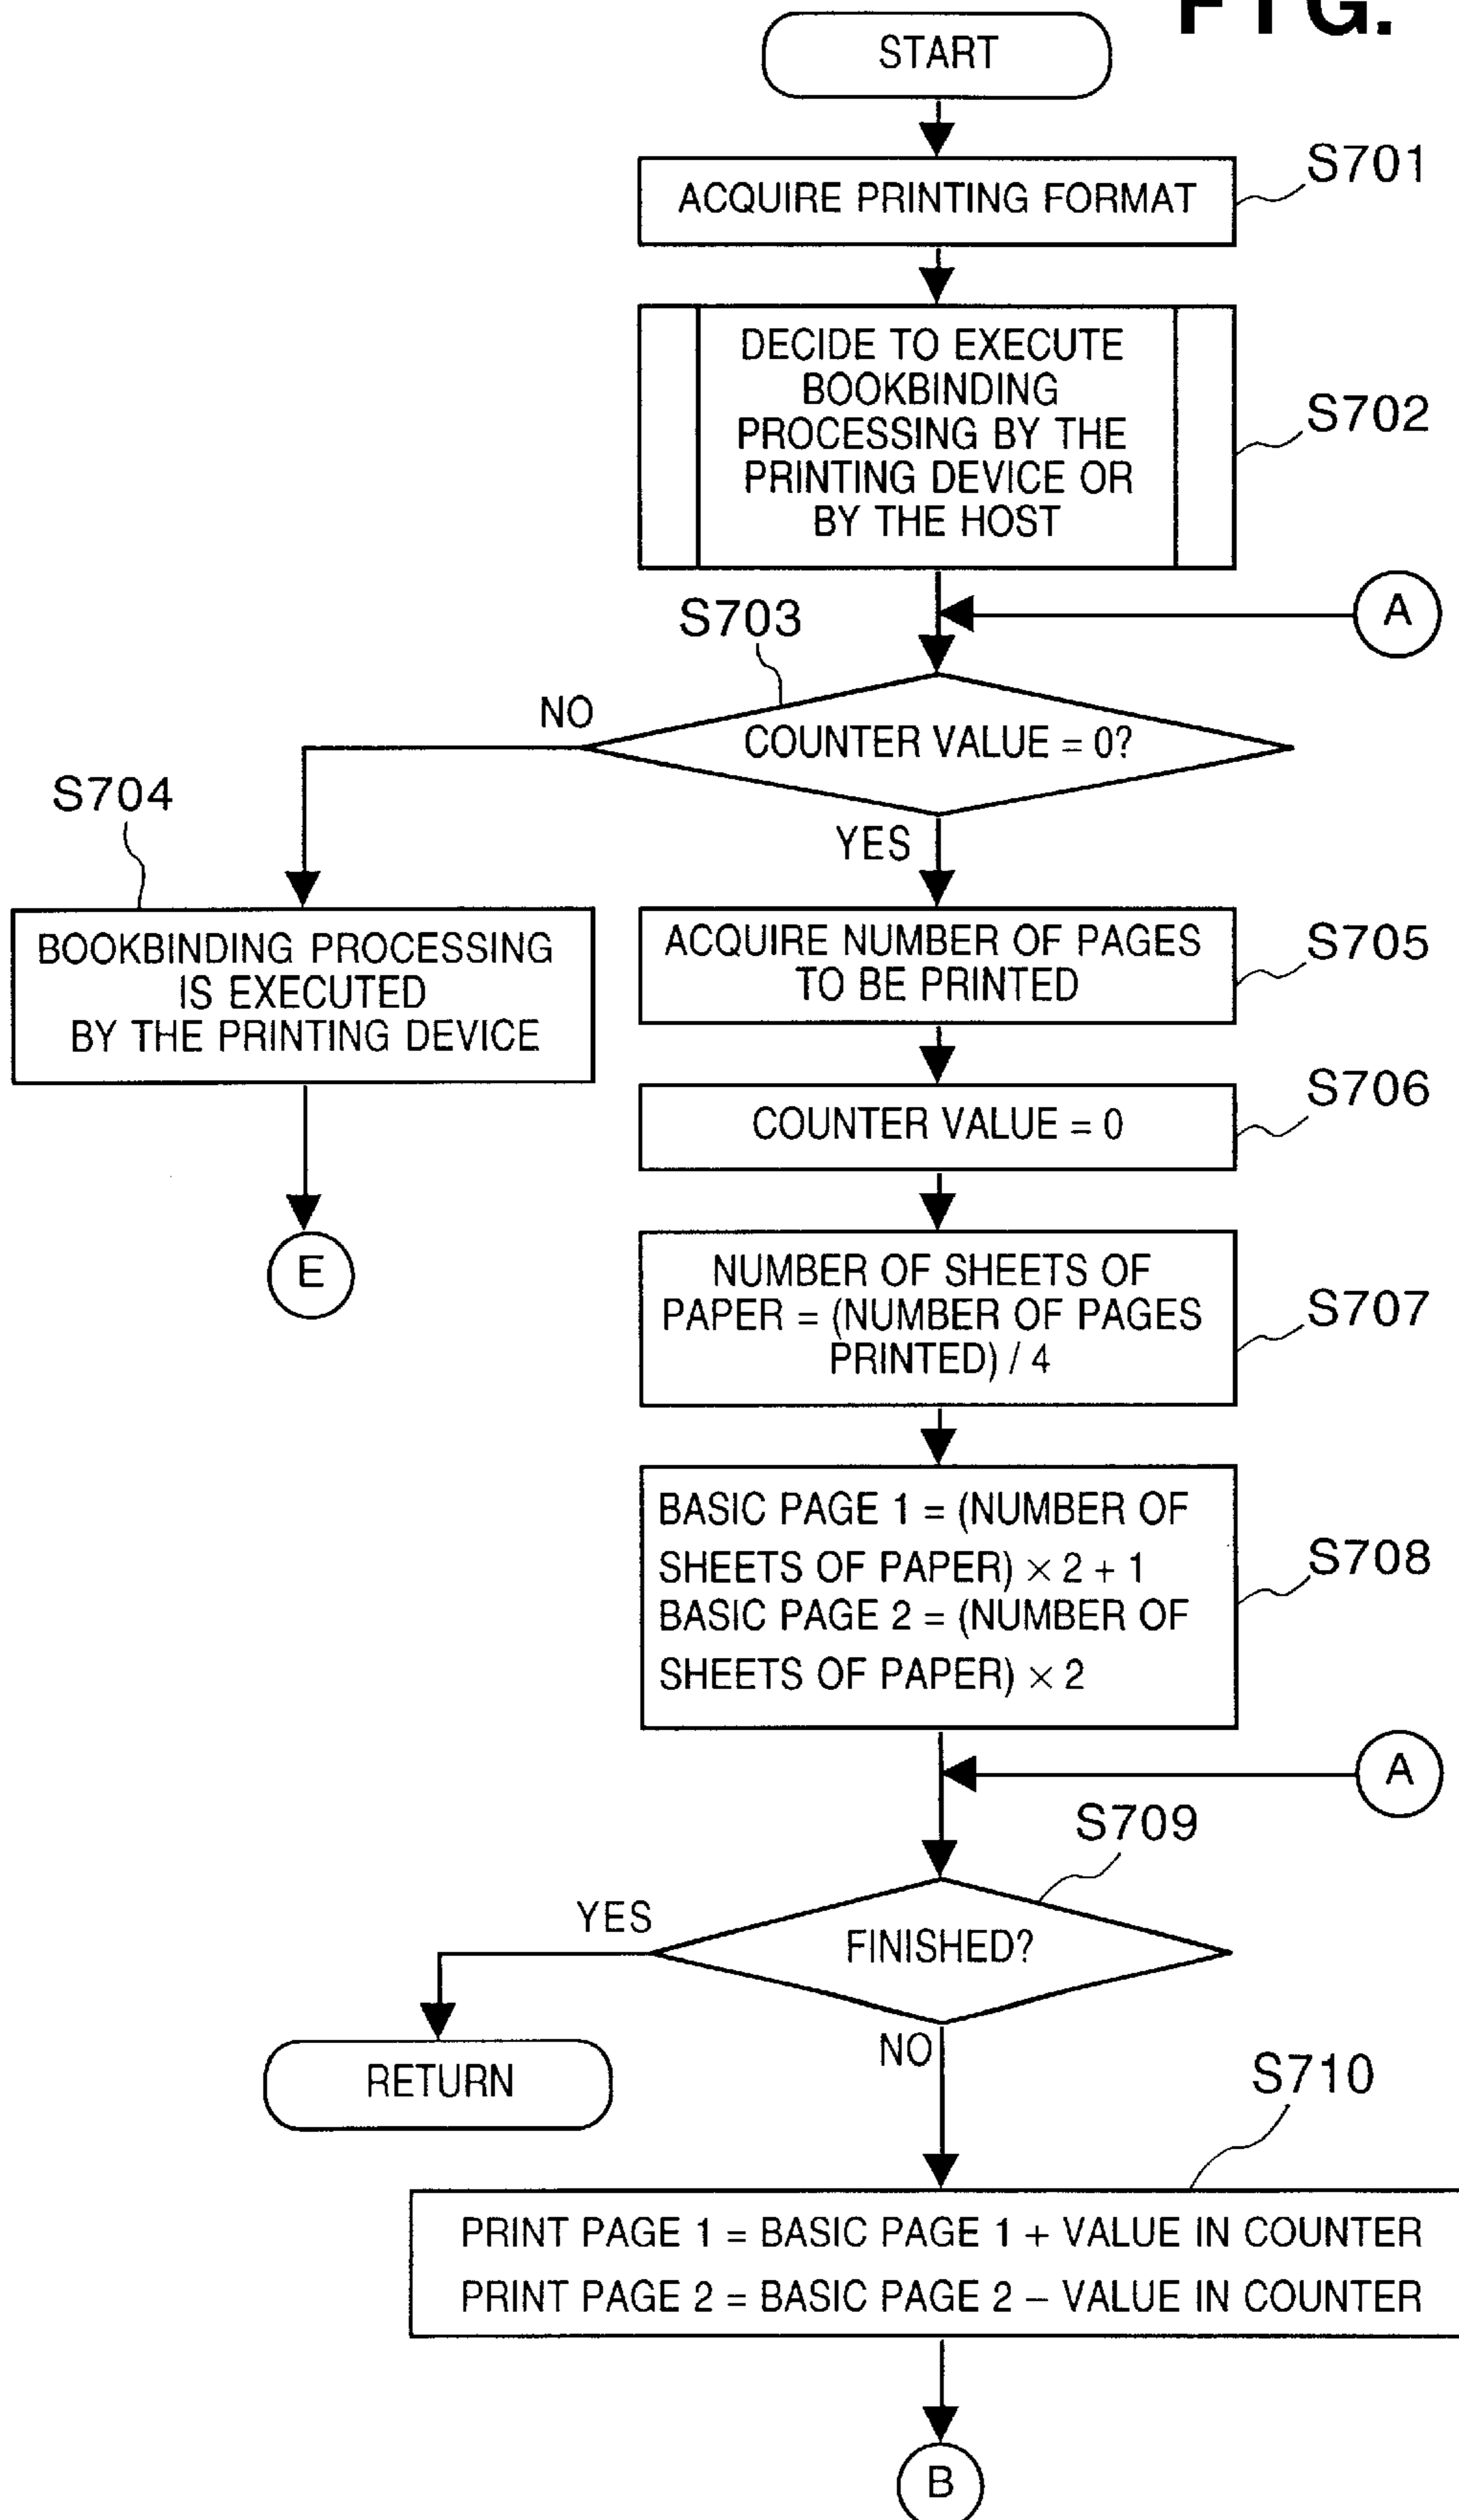 FIG.
START
ACQUIRE PRINTING FORMAT
S701
DECIDE TO EXECUTE
BOOKBINDING
PROCESSING BY THE
PRINTING DEVICE OR
BY THE HOST
S702
A
S703
NO
COUNTER VALUE = 0?
YES
S704
BOOKBINDING PROCESSING
IS EXECUTED
BY THE PRINTING DEVICE
E
ACQUIRE NUMBER OF PAGES
TO BE PRINTED
S705
COUNTER VALUE = 0
S706
NUMBER OF SHEETS OF
PAPER = (NUMBER OF PAGES
PRINTED) / 4
S707
BASIC PAGE 1 = (NUMBER OF
SHEETS OF PAPER) × 2 + 1
BASIC PAGE 2 = (NUMBER OF
SHEETS OF PAPER) × 2
S708
A
S709
YES
FINISHED?
RETURN
NO
S710
PRINT PAGE 1 = BASIC PAGE 1 + VALUE IN COUNTER
PRINT PAGE 2 = BASIC PAGE 2 – VALUE IN COUNTER
B